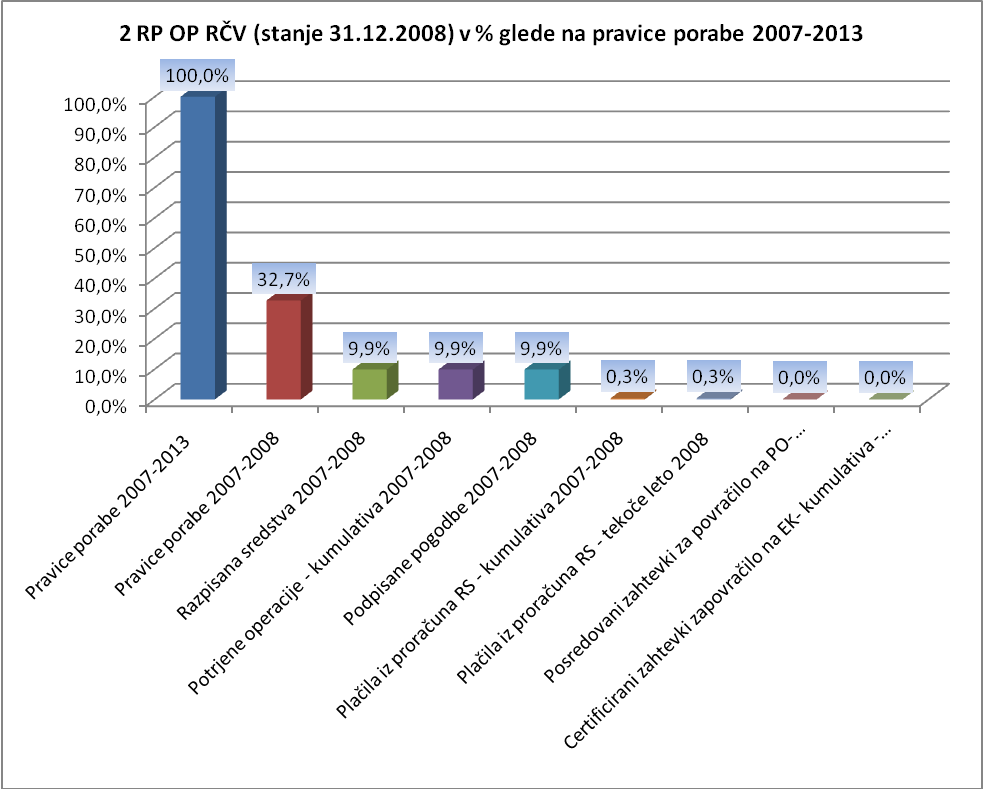 2 RP OP RČV (stanje 31.12.2008) v % glede na pravice porabe 2007-2013
100,0%
32,7%
9,9%
9,9%
9,9%
0,3%
0,3%
0,0%
0,0%
100,0%
90,0%
80,0%
70,0%
60,0%
50,0%
40,0%
30,0%
20,0%
10,0%
0,0%
Pravice porabe 2007-2013
Pravice porabe 2007-2008
Razpisana sredstva 2007-2008
Potrjene operacije - kumulativa 2007-2008
Podpisane pogodbe 2007-2008
Plačila iz proračuna RS - kumulativa 2007-2008
Plačila iz proračuna RS - tekoče leto 2008
Posredovani zahtevki za povračilo na PO-...
Certificirani zahtevki zapovračilo na EK- kumulativa -...